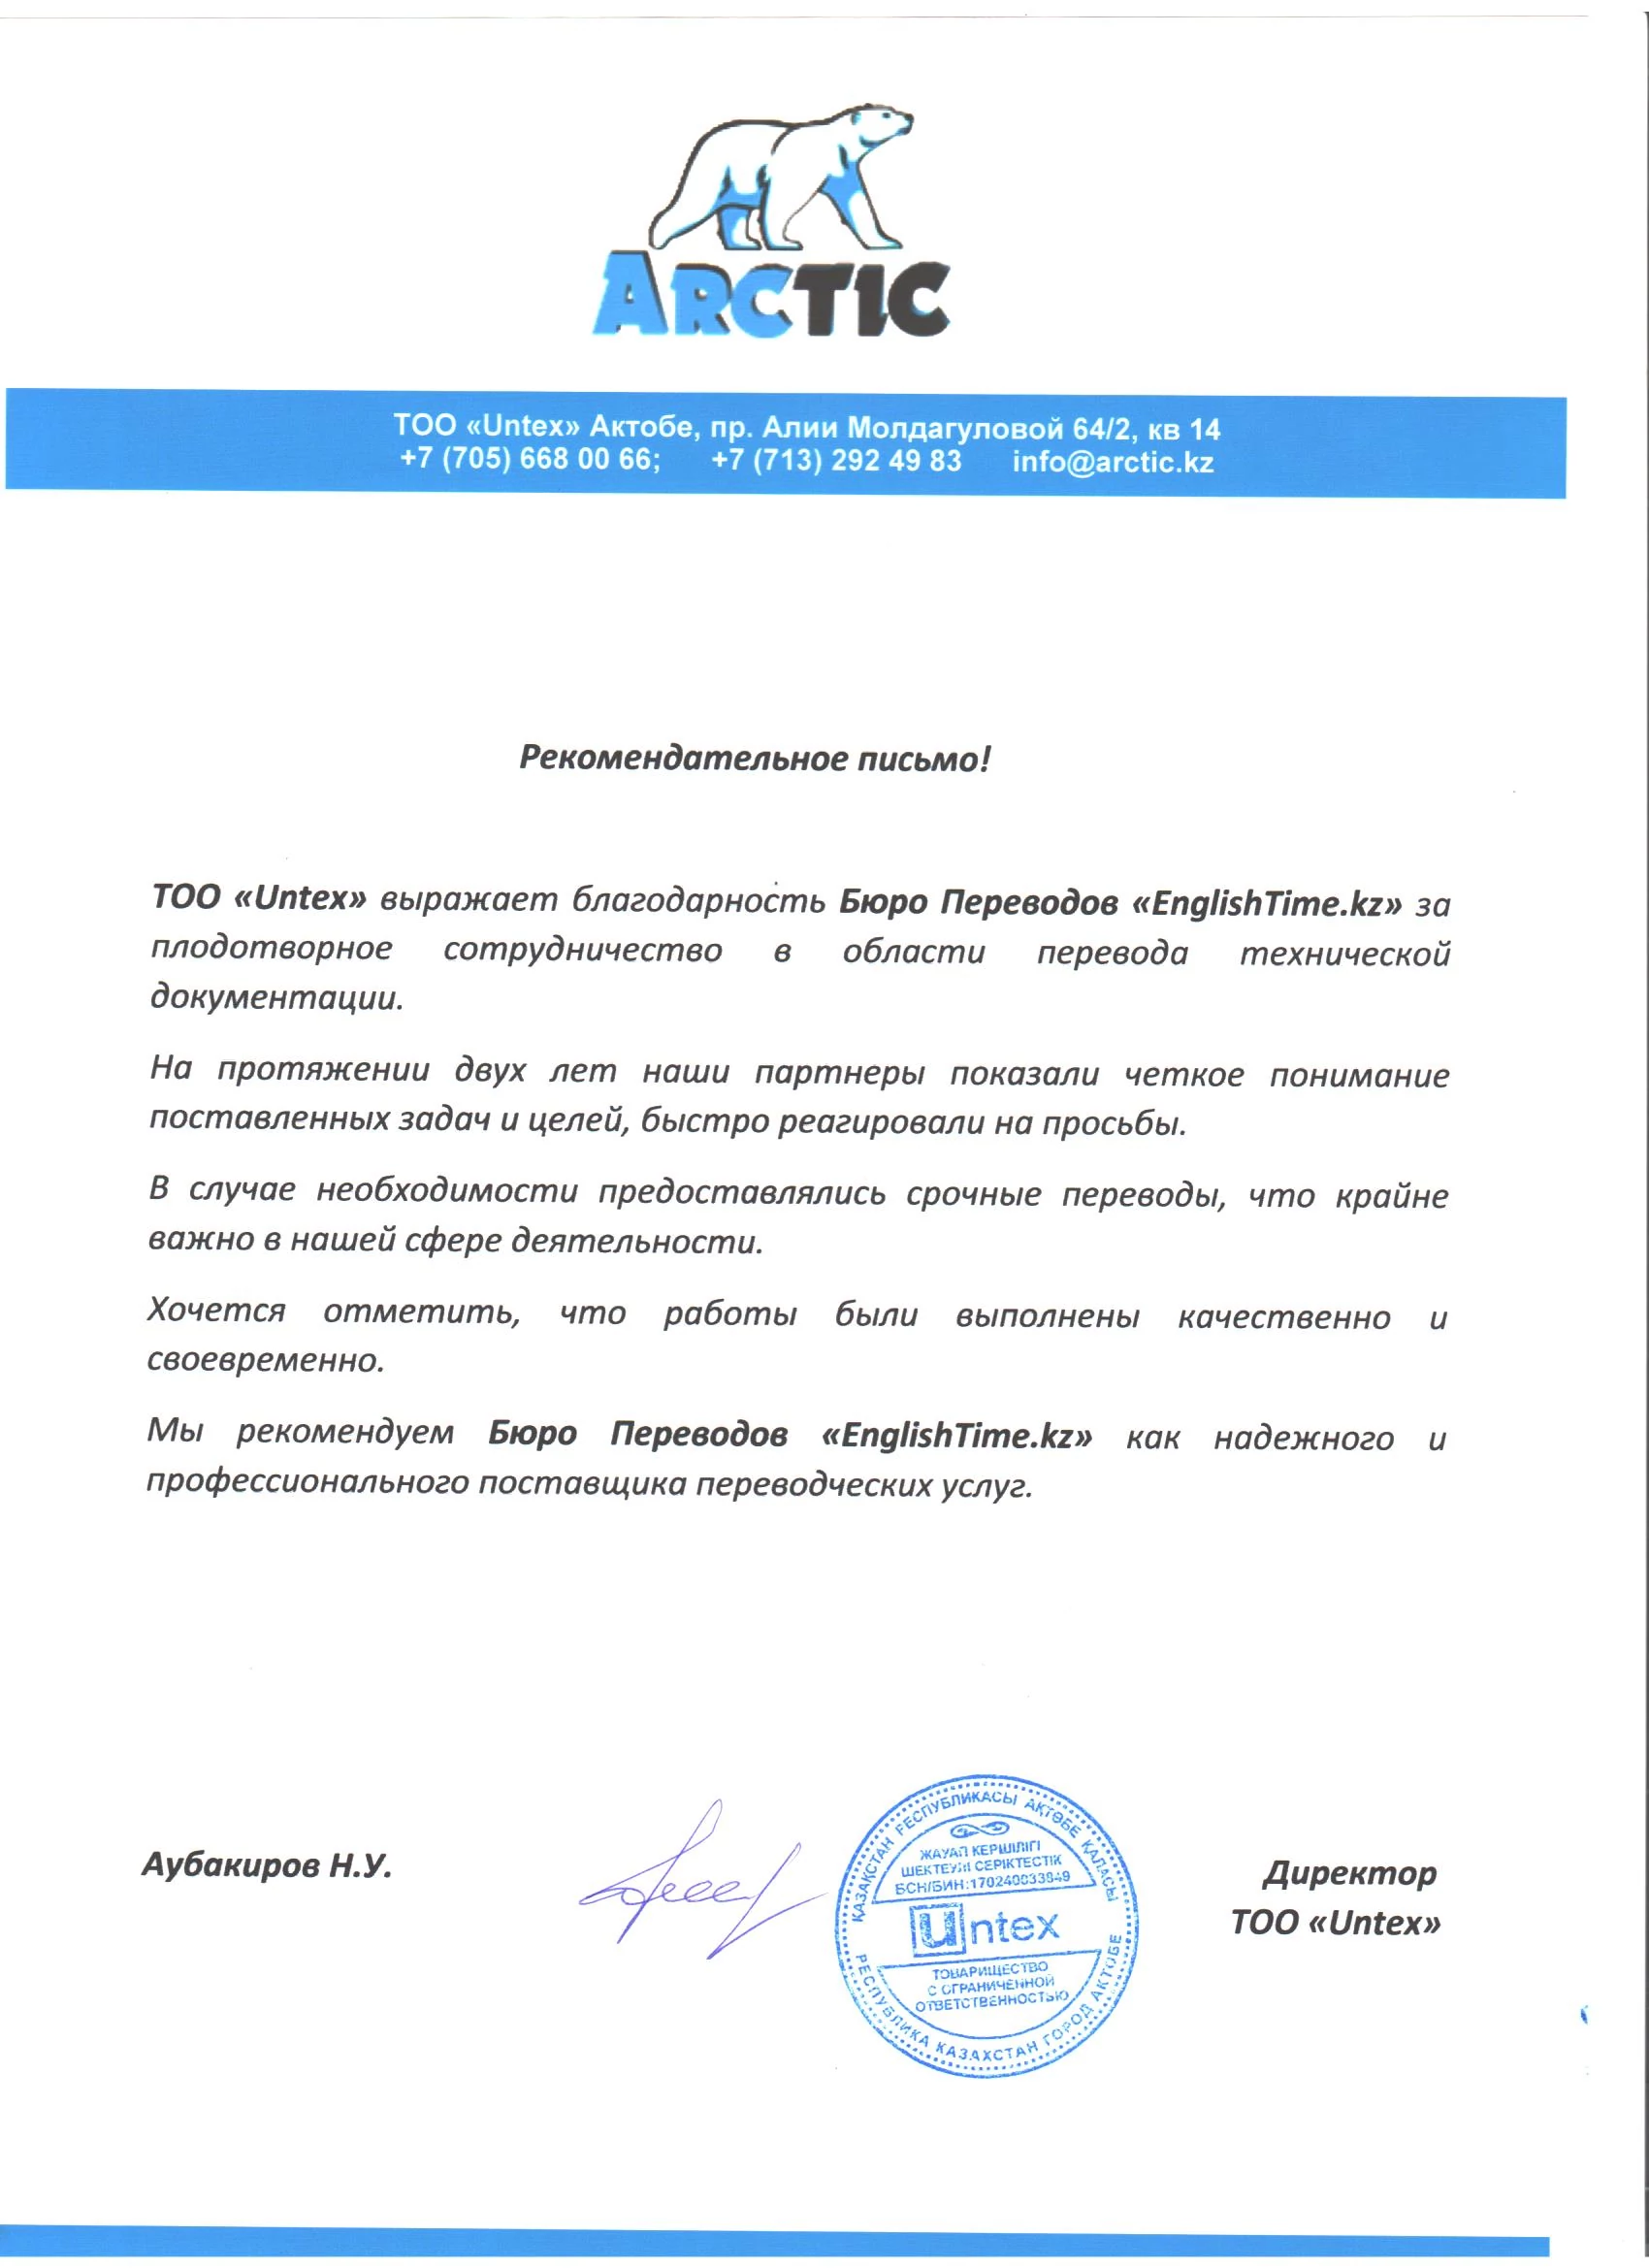 ARCTIC
ТОО «Untex» Актобе, пр. Алии Молдагуловой 64/2, кв 14
+7 (705) 668 00 66; +7 (713) 292 49 83 info@arctic.kz
Рекомендательное письмо!
ТОО «Untex» выражает благодарность Бюро Переводов «EnglishTime.kz» за
плодотворное сотрудничество в области перевода технической
документации.
На протяжении двух лет наши партнеры показали четкое понимание
поставленных задач и целей, быстро реагировали на просьбы.
В случае необходимости предоставлялись срочные переводы, что крайне
важно в нашей сфере деятельности.
Хочется отметить, что работы были выполнены качественно и
своевременно.
Мы рекомендуем Бюро Переводов «EnglishTime.kz» как надежного и
профессионального поставщика переводческих услуг.
Аубакиров Н.У.
ҚАЗАҚСТАН РЕСПУБЛИКАСЫ АҚТӨБЕ ҚАЛАСЫ
ЖАУАП КЕРШІЛІГІ
ШЕКТЕУЛІ СЕРІКТЕСТІК
БСН/БИН:
untex
ТОВАРИЩЕСТВО
С ОГРАНИЧЕННОЙ
ОТВЕТСТВЕННОСТЬЮ
РЕСПУБЛИКА КАЗАХСТАН ГОРОД АКТОБЕ
Директор
ТОО «Untex»